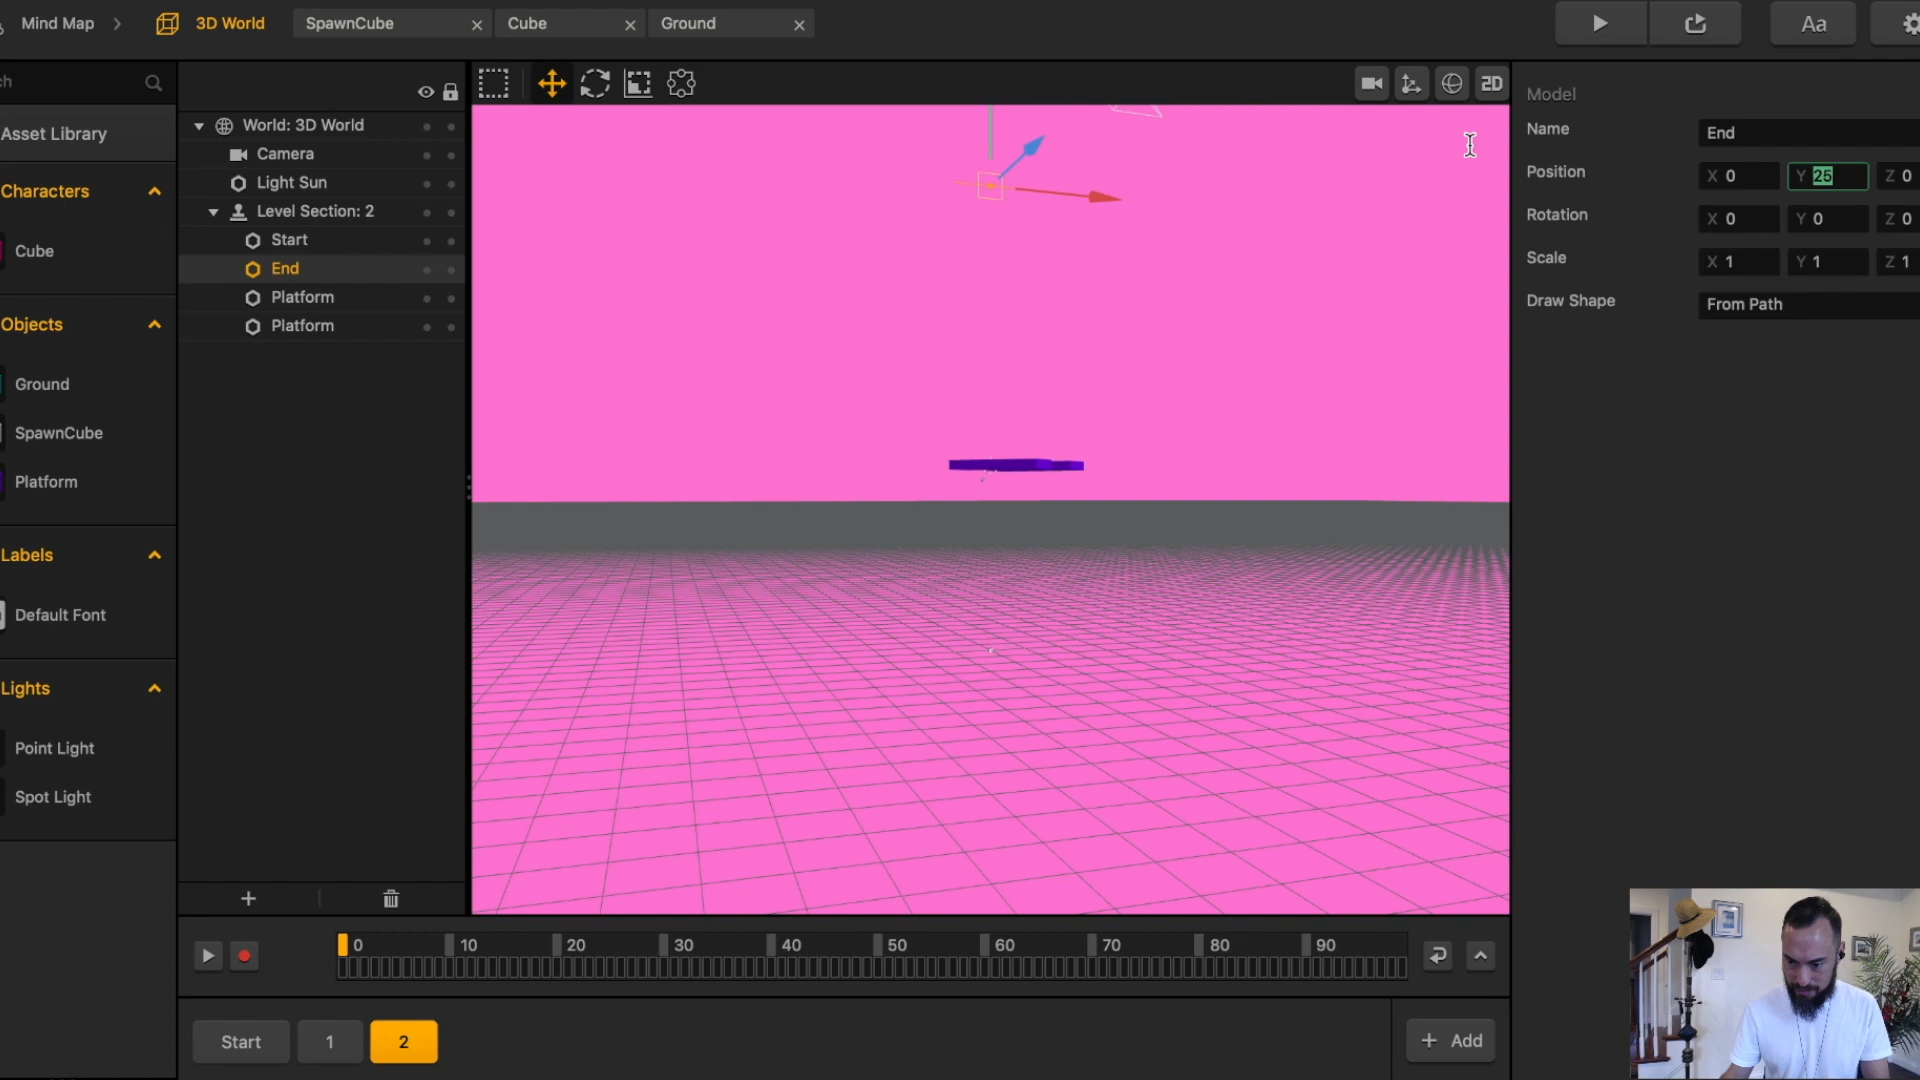 Mind Map
3D World
SpawnCube
Cube
Ground
Aa
ch
Asset Library
Characters
Cube
Objects
Ground
SpawnCube
Platform
Labels
Default Font
Lights
Point Light
Spot Light
World: 3D World
Camera
Light Sun
Level Section: 2
Start
End
Platform
Platform
2D
Model
Name End
Position X 0 Y 25 Z 0
Rotation X 0 Y 0 Z 0
Scale X 1 Y 1 Z 1
Draw Shape From Path
0 10 20 30 40 50 60 70 80 90
Start 1 2
+ Add